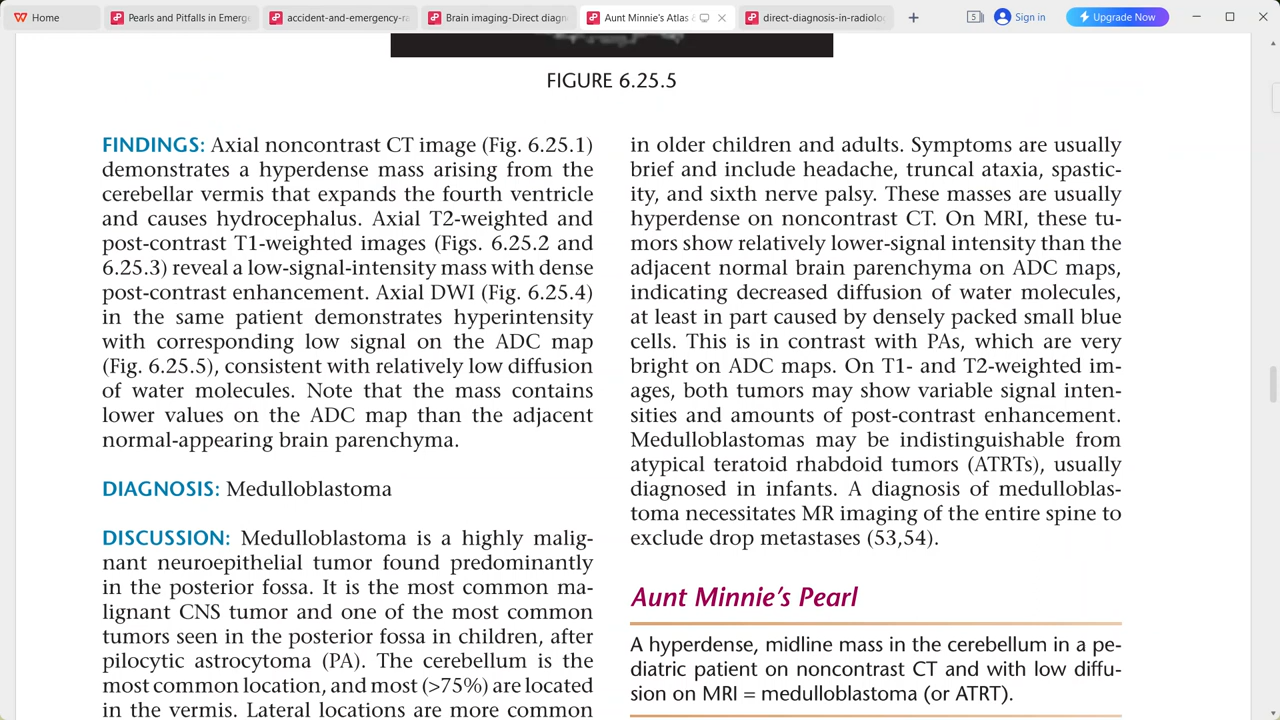 Home
Pearls and Pitfalls in Emerge
accident-and-emergency-ra
Brain imaging-Direct diagn
Aunt Minnie's Atlas &
direct-diagnosis-in-radiolo
5
Sign in
Upgrade Now
FIGURE 6.25.5
FINDINGS: Axial noncontrast CT image (Fig. 6.25.1)
demonstrates a hyperdense mass arising from the
cerebellar vermis that expands the fourth ventricle
and causes hydrocephalus. Axial T2-weighted and
post-contrast T1-weighted images (Figs. 6.25.2 and
6.25.3) reveal a low-signal-intensity mass with dense
post-contrast enhancement. Axial DWI (Fig. 6.25.4)
in the same patient demonstrates hyperintensity
with corresponding low signal on the ADC map
(Fig. 6.25.5), consistent with relatively low diffusion
of water molecules. Note that the mass contains
lower values on the ADC map than the adjacent
normal-appearing brain parenchyma.
DIAGNOSIS: Medulloblastoma
DISCUSSION: Medulloblastoma is a highly malig-
nant neuroepithelial tumor found predominantly
in the posterior fossa. It is the most common ma-
lignant CNS tumor and one of the most common
tumors seen in the posterior fossa in children, after
pilocytic astrocytoma (PA). The cerebellum is the
most common location, and most (>75%) are located
in the vermis. Lateral locations are more common
in older children and adults. Symptoms are usually
brief and include headache, truncal ataxia, spastic-
ity, and sixth nerve palsy. These masses are usually
hyperdense on noncontrast CT. On MRI, these tu-
mors show relatively lower-signal intensity than the
adjacent normal brain parenchyma on ADC maps,
indicating decreased diffusion of water molecules,
at least in part caused by densely packed small blue
cells. This is in contrast with PAs, which are very
bright on ADC maps. On T1- and T2-weighted im-
ages, both tumors may show variable signal inten-
sities and amounts of post-contrast enhancement.
Medulloblastomas may be indistinguishable from
atypical teratoid rhabdoid tumors (ATRTs), usually
diagnosed in infants. A diagnosis of medulloblas-
toma necessitates MR imaging of the entire spine to
exclude drop metastases (53,54).
Aunt Minnie's Pearl
A hyperdense, midline mass in the cerebellum in a pe-
diatric patient on noncontrast CT and with low diffu-
sion on MRI = medulloblastoma (or ATRT).